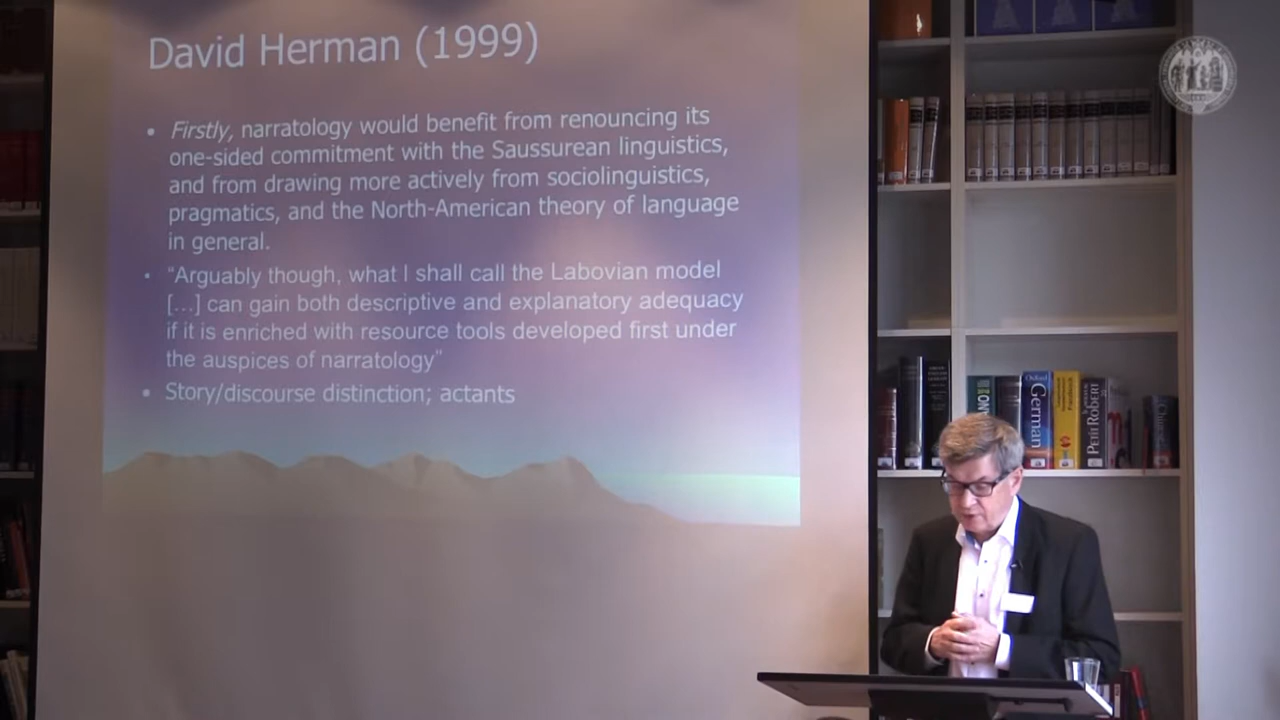 David Herman (1999)
• Firstly, narratology would benefit from renouncing its
one-sided commitment with the Saussurean linguistics,
and from drawing more actively from sociolinguistics,
pragmatics, and the North-American theory of language
in general.
• “Arguably though, what I shall call the Labovian model
[...] can gain both descriptive and explanatory adequacy
if it is enriched with resource tools developed first under
the auspices of narratology”
• Story/discourse distinction; actants
Oxford
German
PETIT ROBERT